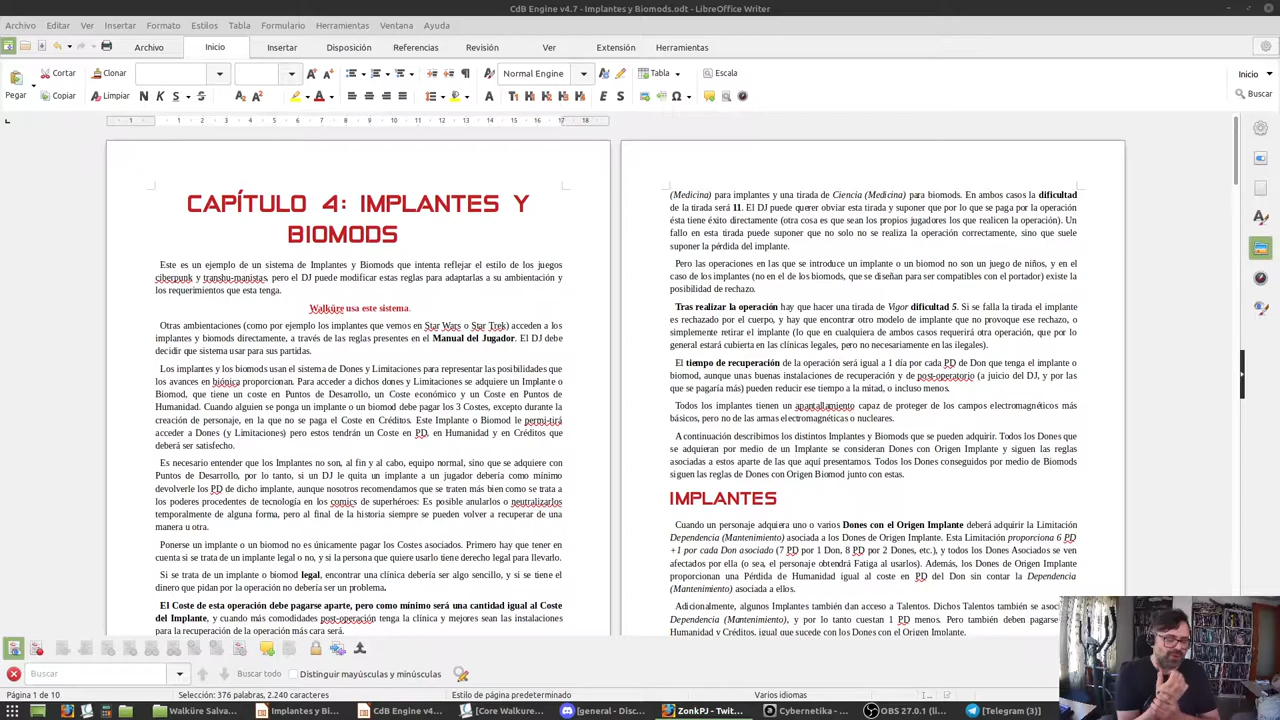 CdB Engine v4.7 - Implantes y Biomods.odt - LibreOffice Writer
Archivo Editar Ver Insertar Formato Estilos Tabla Formulario Herramientas Ventana Ayuda
Archivo Inicio Insertar Disposición Referencias Revisión Ver Extensión Herramientas
Cortar Clonar Normal Engine Tabla Escala Inicio
Pegar Copiar Limpiar Buscar
CAPÍTULO 4: IMPLANTES Y
BIOMODS
Este es un ejemplo de un sistema de Implantes y Biomods que intenta reflejar el estilo de los juegos
ciberpunk y transhu-manistas, pero el DJ puede modificar estas reglas para adaptarlas a su ambientación y
los requerimientos que esta tenga.
Walküre usa este sistema.
Otras ambientaciones (como por ejemplo los implantes que vemos en Star Wars o Star Trek) acceden a los
implantes y biomods directamente, a través de las reglas presentes en el Manual del Jugador. El DJ debe
decidir que sistema usar para sus partidas.
Los implantes y los biomods usan el sistema de Dones y Limitaciones para representar las posibilidades que
los avances en biónica proporcionan. Para acceder a dichos dones y Limitaciones se adquiere un Implante o
Biomod, que tiene un coste en Puntos de Desarrollo, un Coste económico y un Coste en Puntos de
Humanidad. Cuando alguien se ponga un implante o un biomod debe pagar los 3 Costes, excepto durante la
creación de personaje, en la que no se paga el Coste en Créditos. Este Implante o Biomod le permi-tirá
acceder a Dones (y Limitaciones) pero estos tendrán un Coste en PD, en Humanidad y en Créditos que
deberá ser satisfecho.
Es necesario entender que los Implantes no son, al fin y al cabo, equipo normal, sino que se adquiere con
Puntos de Desarrollo, por lo tanto, si un DJ le quita un implante a un jugador debería como mínimo
devolverle los PD de dicho implante, aunque nosotros recomendamos que se traten más bien como se trata a
los poderes procedentes de tecnología en los comics de superhéroes: Es posible anularlos o neutralizarlos
temporalmente de alguna forma, pero al final de la historia siempre se pueden volver a recuperar de una
manera u otra.
Ponerse un implante o un biomod no es únicamente pagar los Costes asociados. Primero hay que tener en
cuenta si se trata de un implante legal o no, y si la persona que quiere usarlo tiene derecho legal para llevarlo.
Si se trata de un implante o biomod legal, encontrar una clínica debería ser algo sencillo, y si se tiene el
dinero que pidan por la operación no debería ser un problema.
El Coste de esta operación debe pagarse aparte, pero como mínimo será una cantidad igual al Coste
del Implante, y cuando más comodidades post-operación tenga la clínica y mejores sean las instalaciones
para la recuperación de la operación más cara será.
(Medicina) para implantes y una tirada de Ciencia (Medicina) para biomods. En ambos casos la dificultad
de la tirada será 11. El DJ puede querer obviar esta tirada y suponer que por lo que se paga por la operación
ésta tiene éxito directamente (otra cosa es que sean los propios jugadores los que realicen la operación). Un
fallo en esta tirada puede suponer que no solo no se realiza la operación correctamente, sino que suele
suponer la pérdida del implante.
Pero las operaciones en las que se introduce un implante o un biomod no son un juego de niños, y en el
caso de los implantes (no en el de los biomods, que se diseñan para ser compatibles con el portador) existe la
posibilidad de rechazo.
Tras realizar la operación hay que hacer una tirada de Vigor dificultad 5. Si se falla la tirada el implante
es rechazado por el cuerpo, y hay que encontrar otro modelo de implante que no provoque ese rechazo, o
simplemente retirar el implante (lo que en cualquiera de ambos casos requerirá otra operación, que por lo
general estará cubierta en las clínicas legales, pero no necesariamente en las ilegales).
El tiempo de recuperación de la operación será igual a 1 día por cada PD de Don que tenga el implante o
biomod, aunque unas buenas instalaciones de recuperación y de post-operatorio (a juicio del DJ, y por las
que se pagaría más) pueden reducir ese tiempo a la mitad, o incluso menos.
Todos los implantes tienen un apantallamiento capaz de proteger de los campos electromagnéticos más
básicos, pero no de las armas electromagnéticas o nucleares.
A continuación describimos los distintos Implantes y Biomods que se pueden adquirir. Todos los Dones que
se adquieran por medio de un Implante se consideran Dones con Origen Implante y siguen las reglas
asociadas a estos aparte de las que aquí presentamos. Todos los Dones conseguidos por medio de Biomods
siguen las reglas de Dones con Origen Biomod junto con estas.
IMPLANTES
Cuando un personaje adquiera uno o varios Dones con el Origen Implante deberá adquirir la Limitación
Dependencia (Mantenimiento) asociada a los Dones de Origen Implante. Esta Limitación proporciona 6 PD
+1 por cada Don asociado (7 PD por 1 Don, 8 PD por 2 Dones, etc.), y todos los Dones Asociados se ven
afectados por ella (o sea, el personaje obtendrá Fatiga al usarlos). Además, los Dones de Origen Implante
proporcionan una Pérdida de Humanidad igual al coste en PD del Don sin contar la Dependencia
(Mantenimiento) asociada a ellos.
Adicionalmente, algunos Implantes también dan acceso a Talentos. Dichos Talentos también se asoc
Dependencia (Mantenimiento), y por lo tanto cuestan 1 PD menos. Pero también deben pagarse
Humanidad y Créditos, igual que sucede con los Dones de Origen Implante.
Buscar Buscar todo Distinguir mayúsculas y minúsculas
Página 1 de 10 Selección: 376 palabras, 2.240 caracteres Estilo de página predeterminado Varios idiomas
Walküre Salva... Implantes y Bi... CdB Engine v4... [Core Walkure... [general - Disc... ZonkPJ – Twit... Cybernetika – ... OBS 27.0.1 (li... [Telegram (3)]